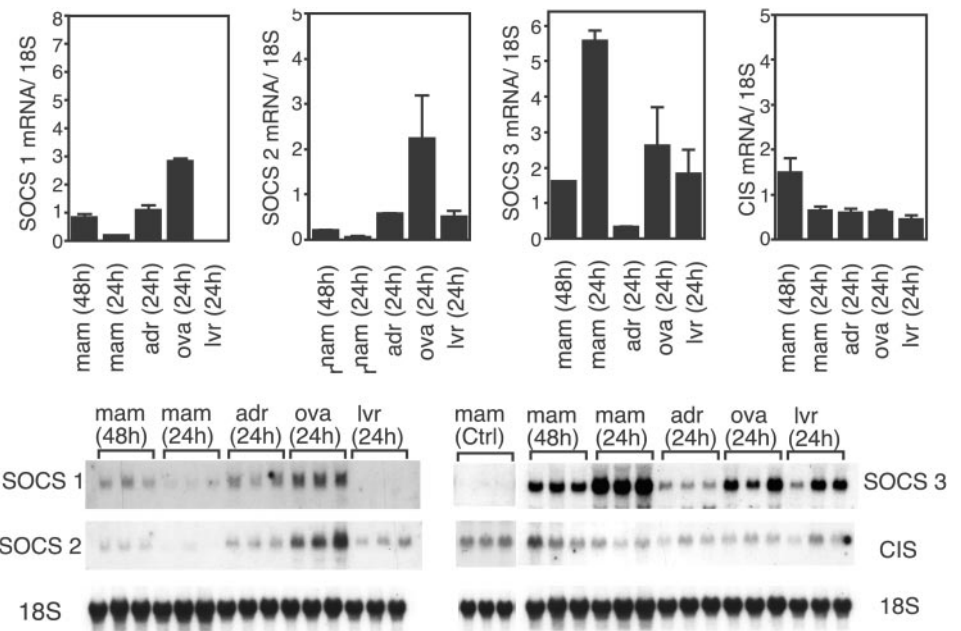 SOCS 1 mRNA/ 18S
8
7
6
5
4
3
2
1
0
mam (48h)
mam (24h)
adr (24h)
ova (24h)
lvr (24h)
SOCS 2 mRNA/ 18S
5
4
3
2
1
0
nam (48h)
nam (24h)
adr (24h)
ova (24h)
lvr (24h)
SOCS 3 mRNA/ 18S
6
5
4
3
2
1
0
mam (48h)
mam (24h)
adr (24h)
ova (24h)
lvr (24h)
CIS mRNA/ 18S
5
4
3
2
1
0
mam (48h)
mam (24h)
adr (24h)
ova (24h)
lvr (24h)
mam mam adr ova lvr
(48h) (24h) (24h) (24h) (24h)
SOCS 1
SOCS 2
18S
mam mam mam adr ova lvr
(Ctrl) (48h) (24h) (24h) (24h) (24h)
SOCS 3
CIS
18S